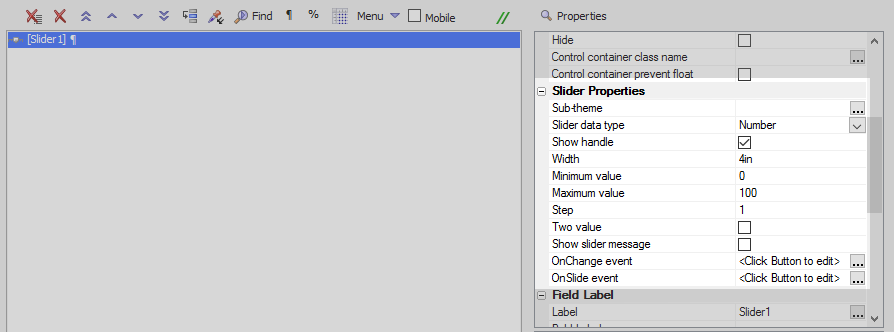 Find ¶ % Menu Mobile // Properties
[Slider1] ¶
Hide
Control container class name ...
Control container prevent float
Slider Properties
Sub-theme ...
Slider data type Number
Show handle
Width 4in
Minimum value 0
Maximum value 100
Step 1
Two value
Show slider message
OnChange event <Click Button to edit> ...
OnSlide event <Click Button to edit> ...
Field Label
Label Slider1 ...